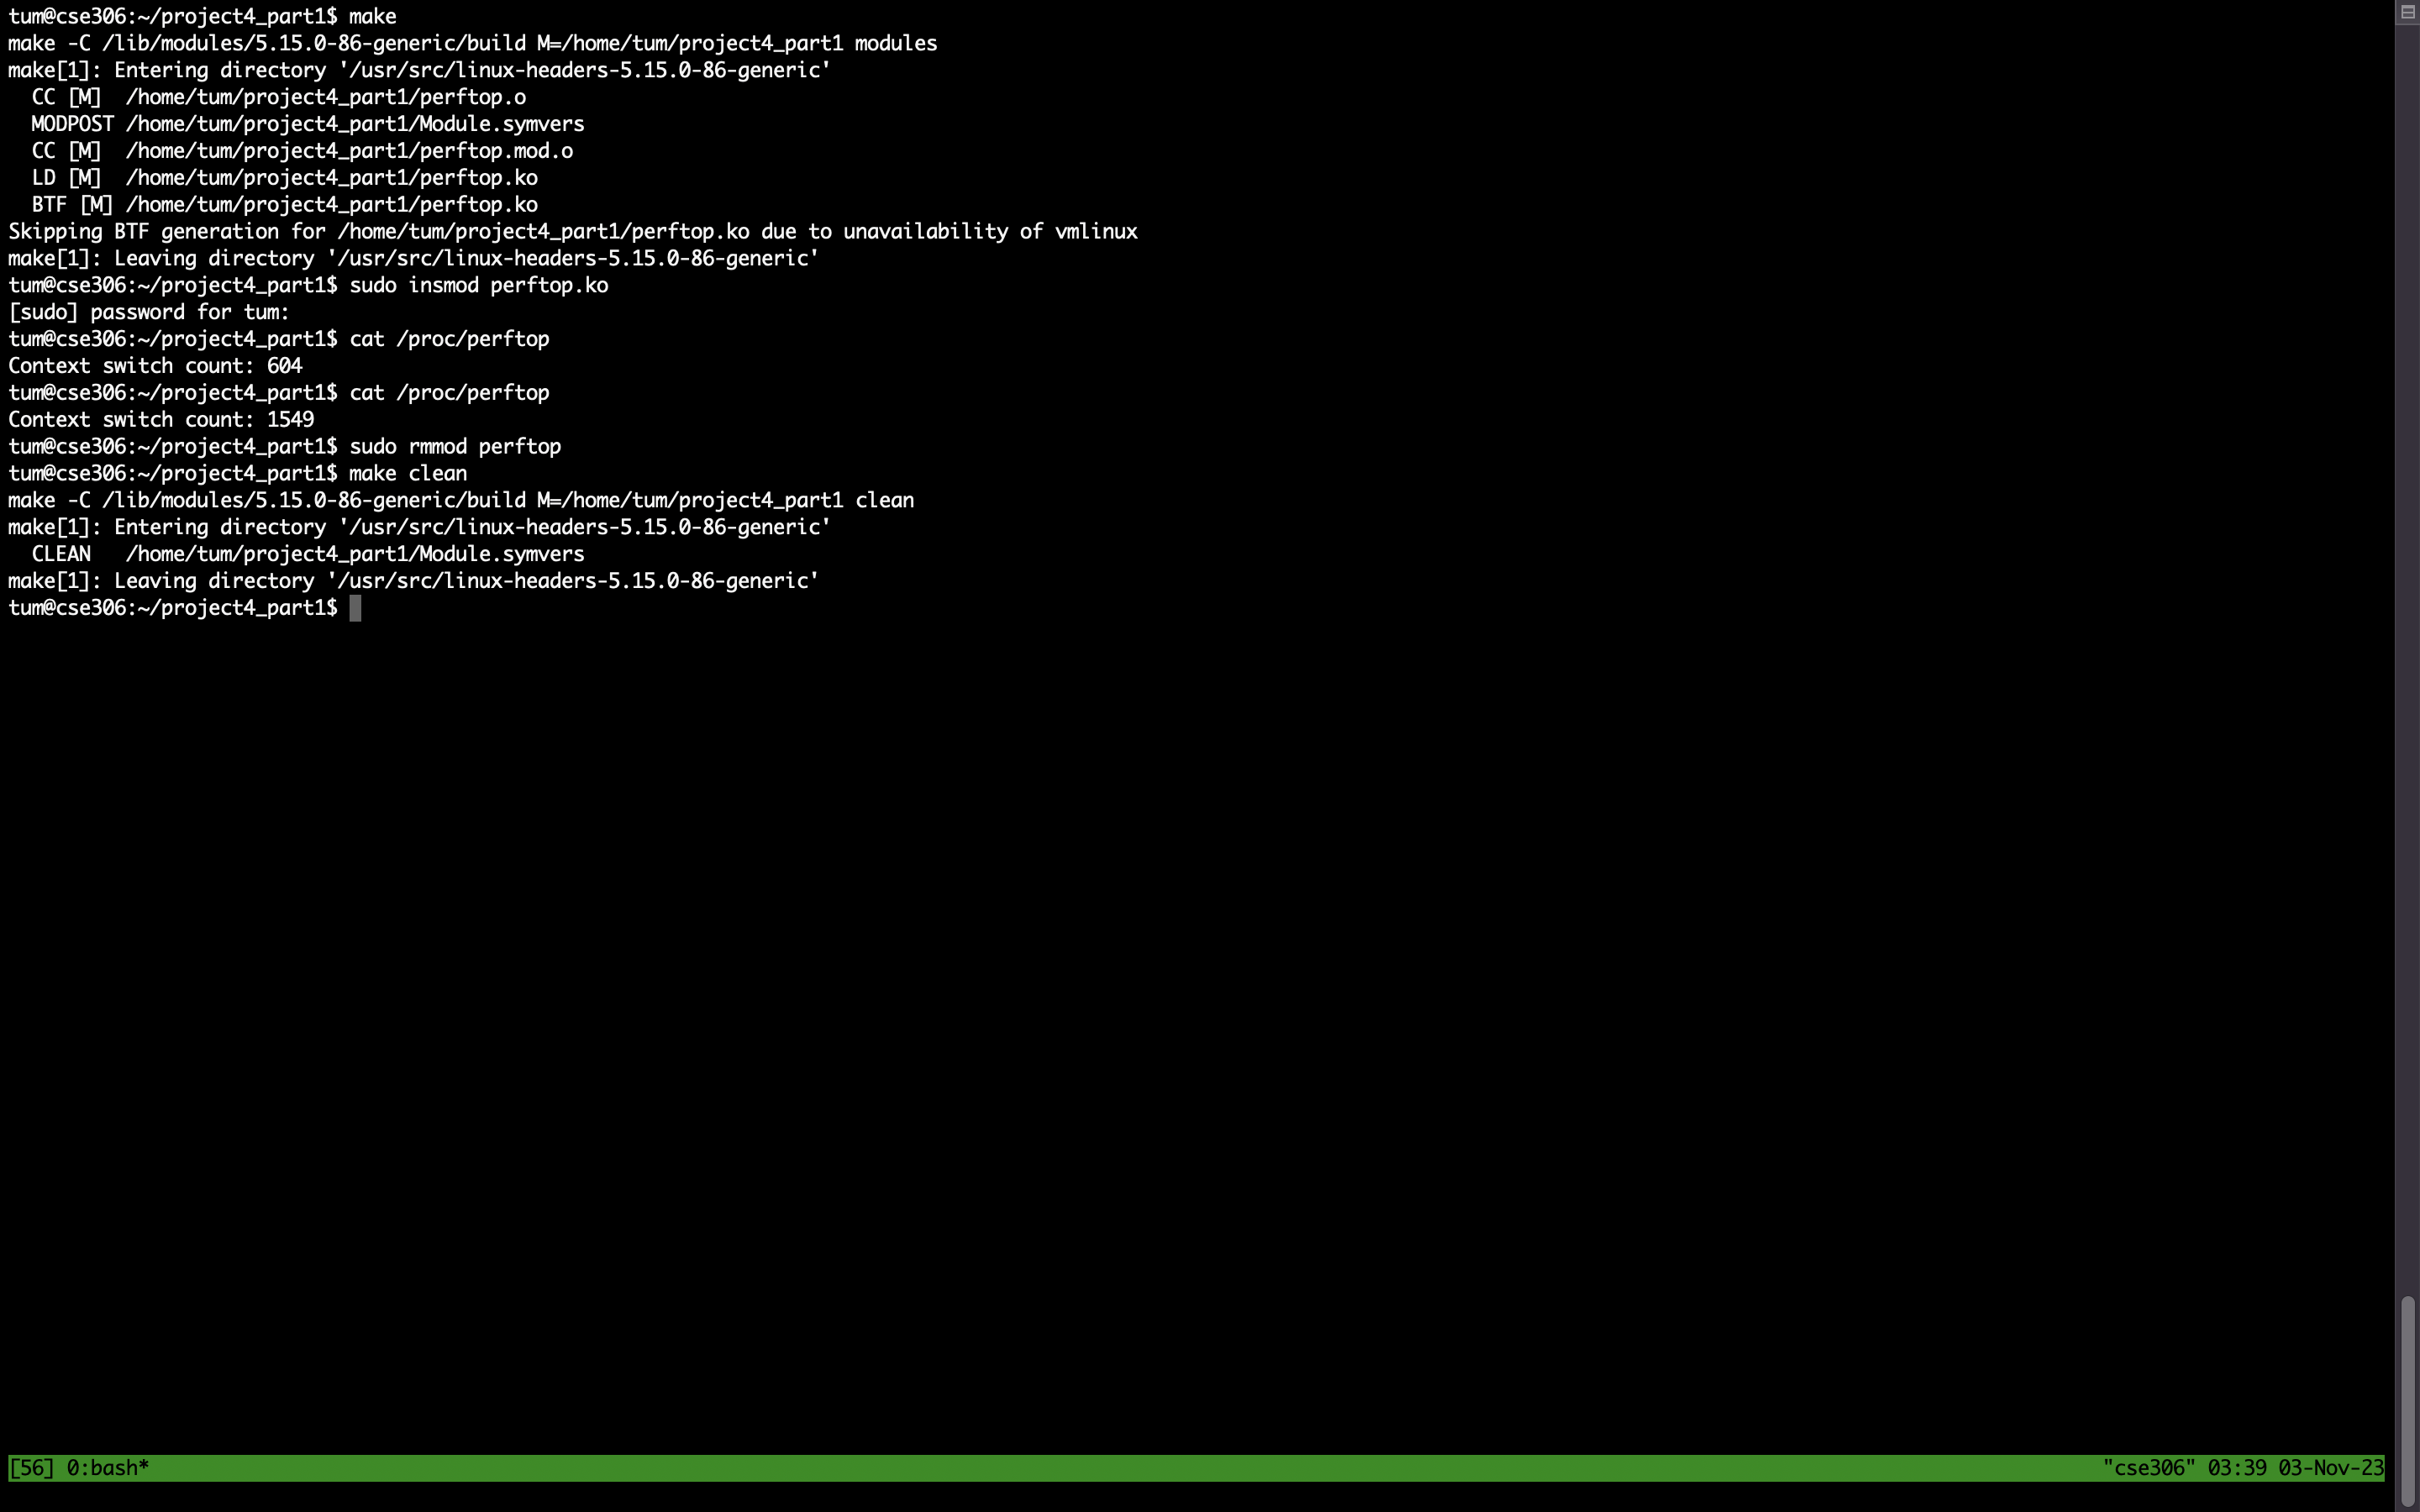 tum@cse306:~/project4_part1$ make
make -C /lib/modules/5.15.0-86-generic/build M=/home/tum/project4_part1 modules
make[1]: Entering directory '/usr/src/linux-headers-5.15.0-86-generic'
  CC [M]  /home/tum/project4_part1/perftop.o
  MODPOST /home/tum/project4_part1/Module.symvers
  CC [M]  /home/tum/project4_part1/perftop.mod.o
  LD [M]  /home/tum/project4_part1/perftop.ko
  BTF [M] /home/tum/project4_part1/perftop.ko
Skipping BTF generation for /home/tum/project4_part1/perftop.ko due to unavailability of vmlinux
make[1]: Leaving directory '/usr/src/linux-headers-5.15.0-86-generic'
tum@cse306:~/project4_part1$ sudo insmod perftop.ko
[sudo] password for tum:
tum@cse306:~/project4_part1$ cat /proc/perftop
Context switch count: 604
tum@cse306:~/project4_part1$ cat /proc/perftop
Context switch count: 1549
tum@cse306:~/project4_part1$ sudo rmmod perftop
tum@cse306:~/project4_part1$ make clean
make -C /lib/modules/5.15.0-86-generic/build M=/home/tum/project4_part1 clean
make[1]: Entering directory '/usr/src/linux-headers-5.15.0-86-generic'
  CLEAN   /home/tum/project4_part1/Module.symvers
make[1]: Leaving directory '/usr/src/linux-headers-5.15.0-86-generic'
tum@cse306:~/project4_part1$
[56] 0:bash* "cse306" 03:39 03-Nov-23